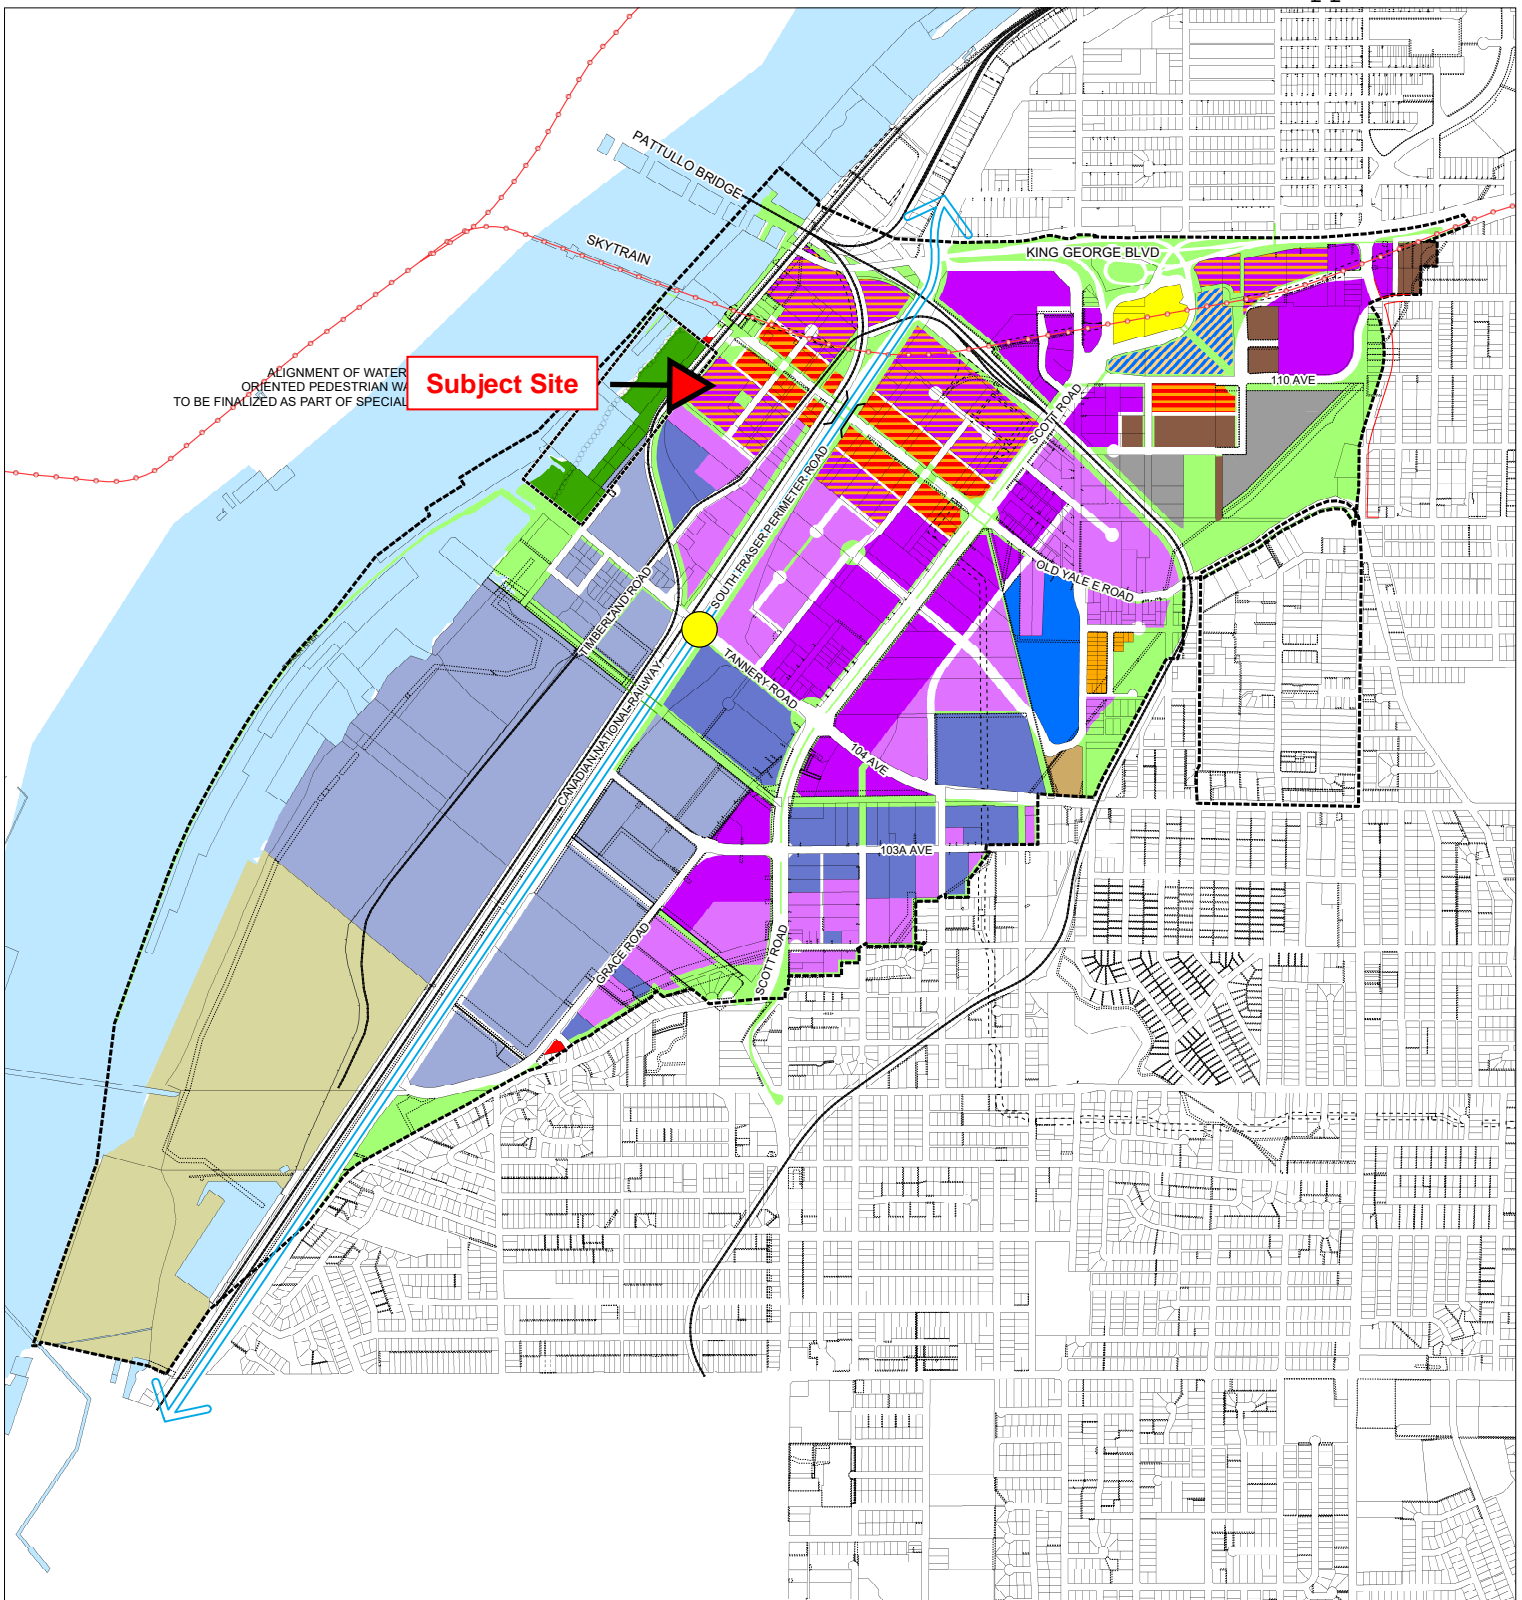 PATTULLO BRIDGE
SKYTRAIN
KING GEORGE BLVD
ALIGNMENT OF WATER
ORIENTED PEDESTRIAN WA
TO BE FINALIZED AS PART OF SPECIAL
Subject Site
110 AVE
SCOTT ROAD
SOUTH FRASER PERIMETER ROAD
OLD YALE E ROAD
TIMBERLAND ROAD
TANNERY ROAD
CANADIAN NATIONAL RAILWAY
104 AVE
103A AVE
GRACE ROAD
SCOTT ROAD